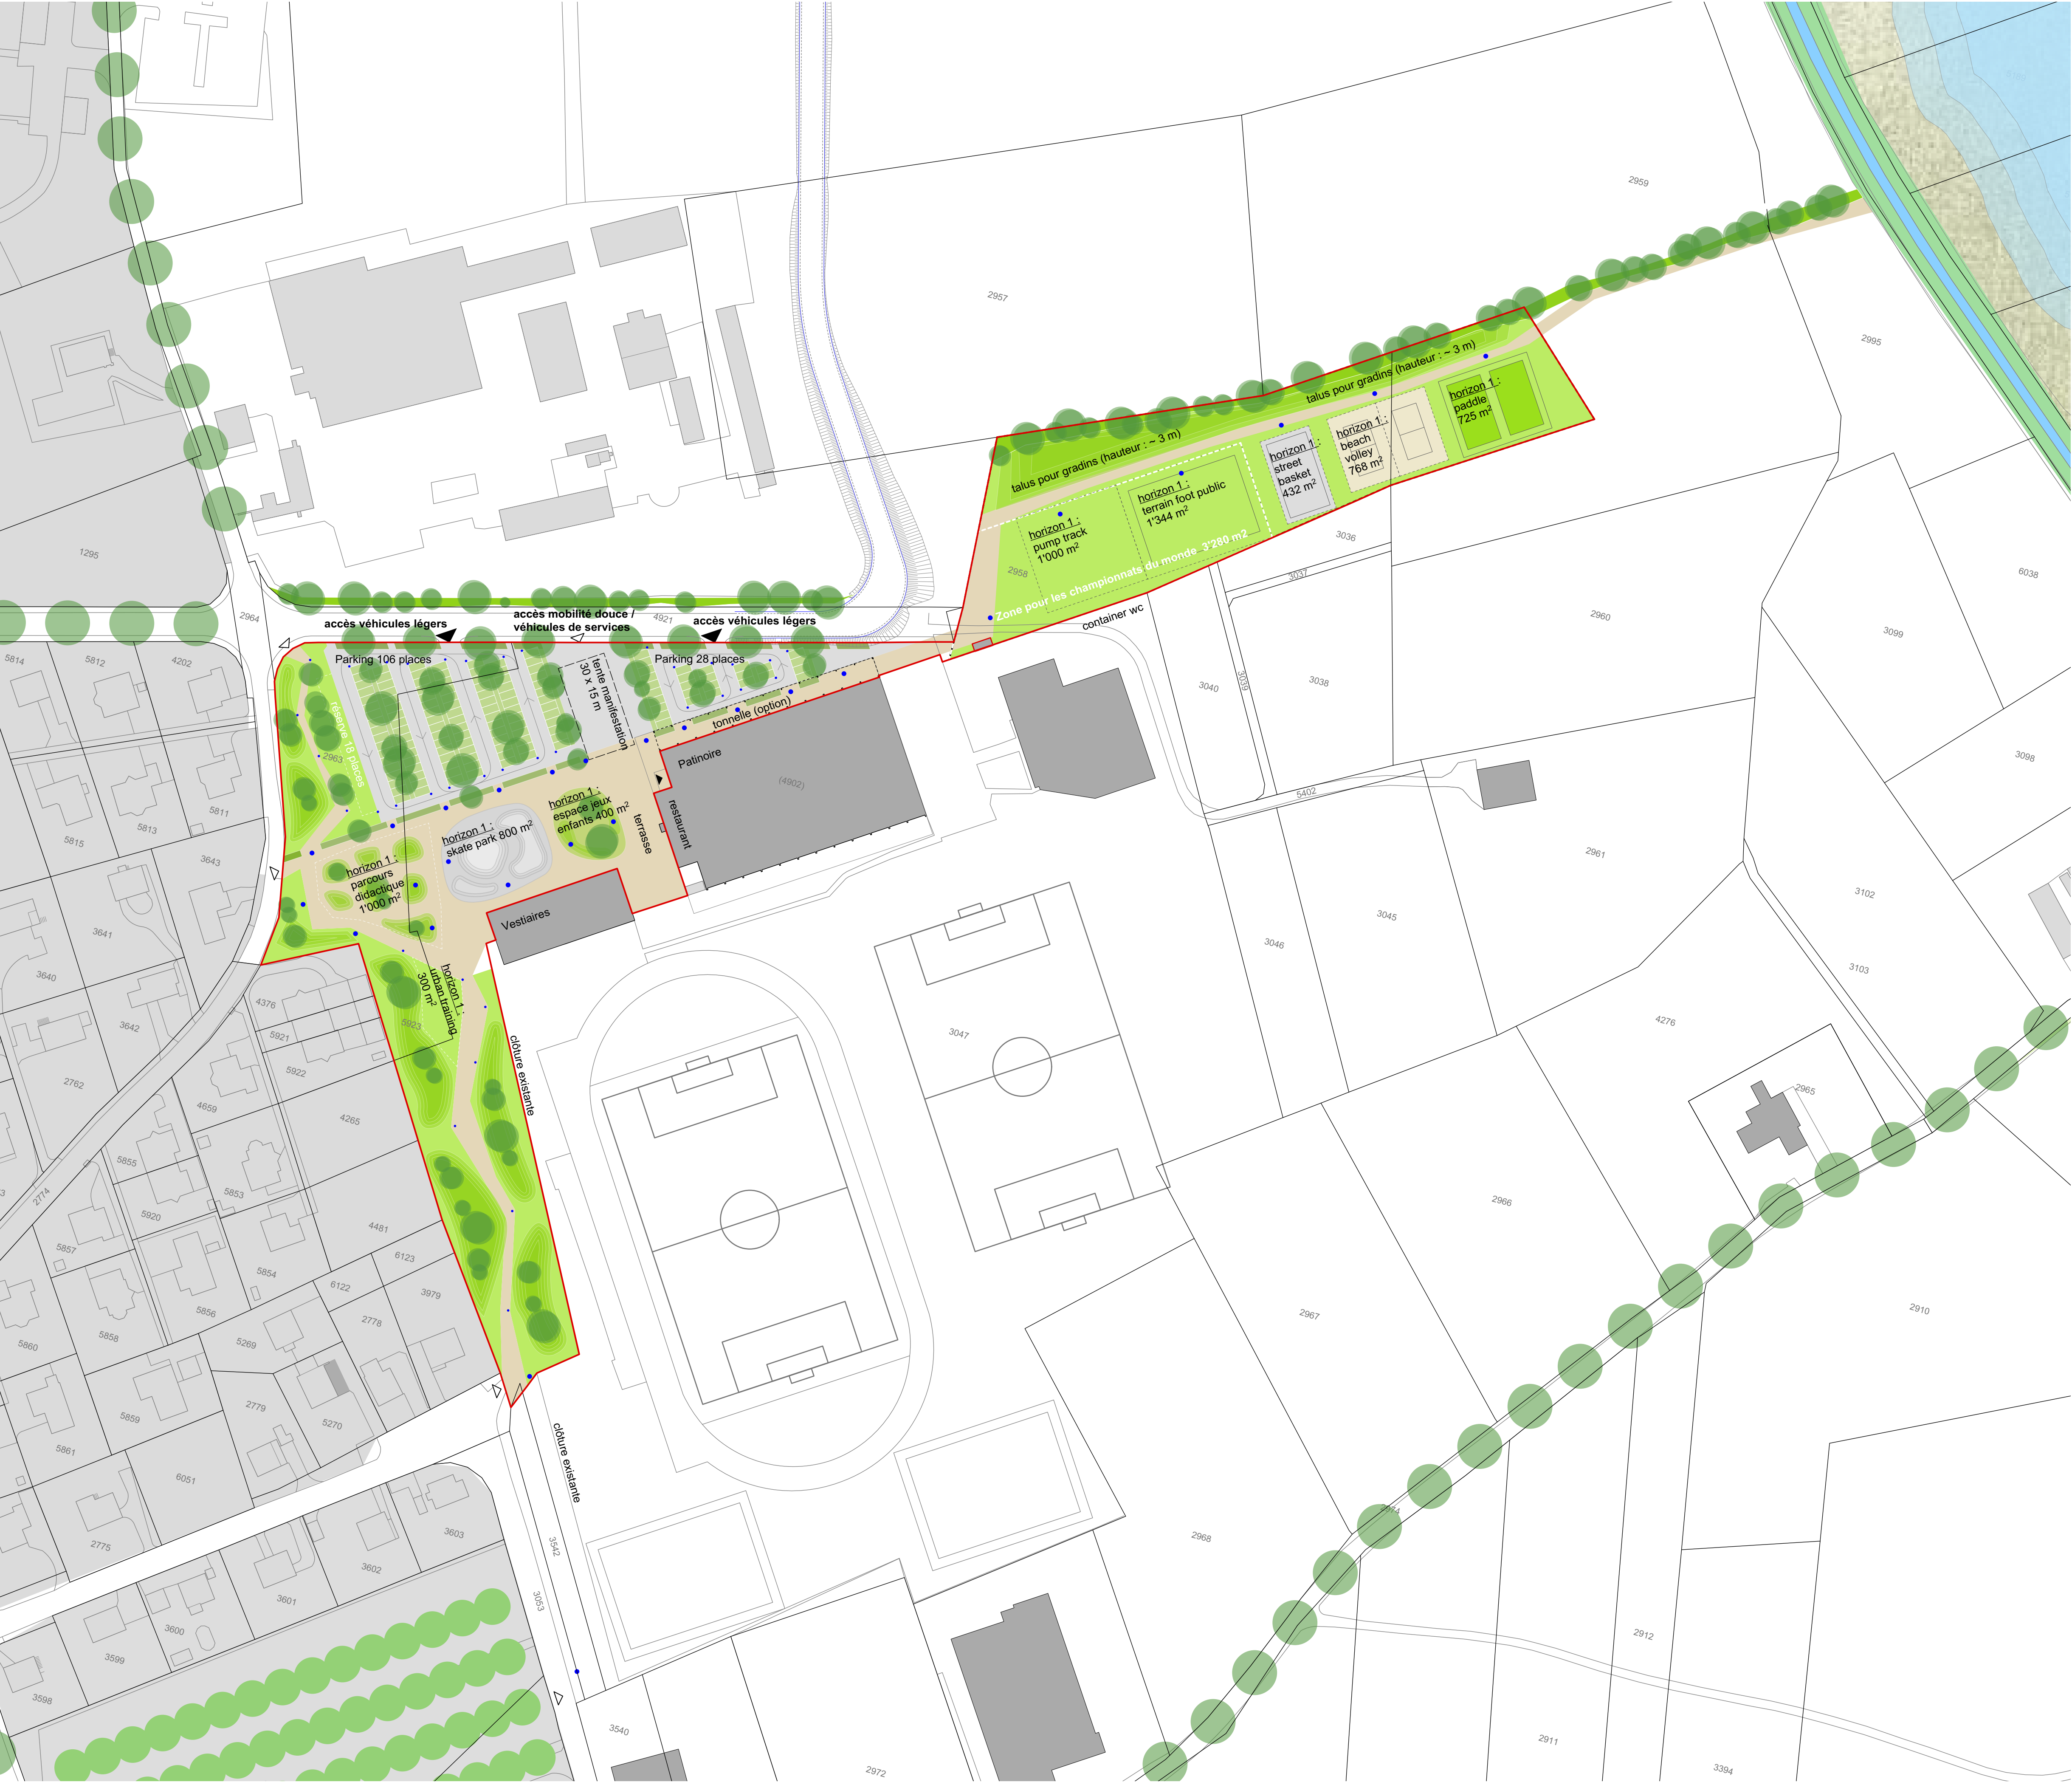 2959
2957
2995
talus pour gradins (hauteur : ~ 3 m)
talus pour gradins (hauteur : ~ 3 m)
horizon 1 :
paddle
725 m²
horizon 1 :
beach
volley
768 m²
horizon 1 :
street
basket
432 m²
horizon 1 :
terrain foot public
1'344 m²
horizon 1 :
pump track
1'000 m²
Zone pour les championnats du monde  3'280 m2
2958
container wc
1295
2964
4921
accès véhicules légers
accès mobilité douce /
véhicules de services
accès véhicules légers
Parking 106 places
Parking 28 places
tente manifestation
30 x 15 m
tonnelle (option)
réserve 18 places
2963
Patinoire
(4902)
restaurant
terrasse
horizon 1 :
espace jeux
enfants 400 m²
horizon 1 :
skate park 800 m²
horizon 1 :
parcours
didactique
1'000 m²
Vestiaires
horizon 1 :
urban training
300 m²
5923
clôture existante
clôture existante
3036
3037
3038
3039
3040
2960
6038
3099
3098
5402
2961
3045
3046
3047
3102
3103
4276
2965
2966
2967
2968
2910
2974
2912
2911
3394
2972
3540
3542
3053
5814
5812
4202
5815
5813
5811
3643
3641
3640
3642
2762
4376
5921
5922
4659
4265
5855
5853
5920
2774
5857
5854
4481
6123
6122
3979
2778
5856
5858
5860
5269
5859
2779
5270
5861
6051
2775
3603
3602
3601
3600
3599
3598